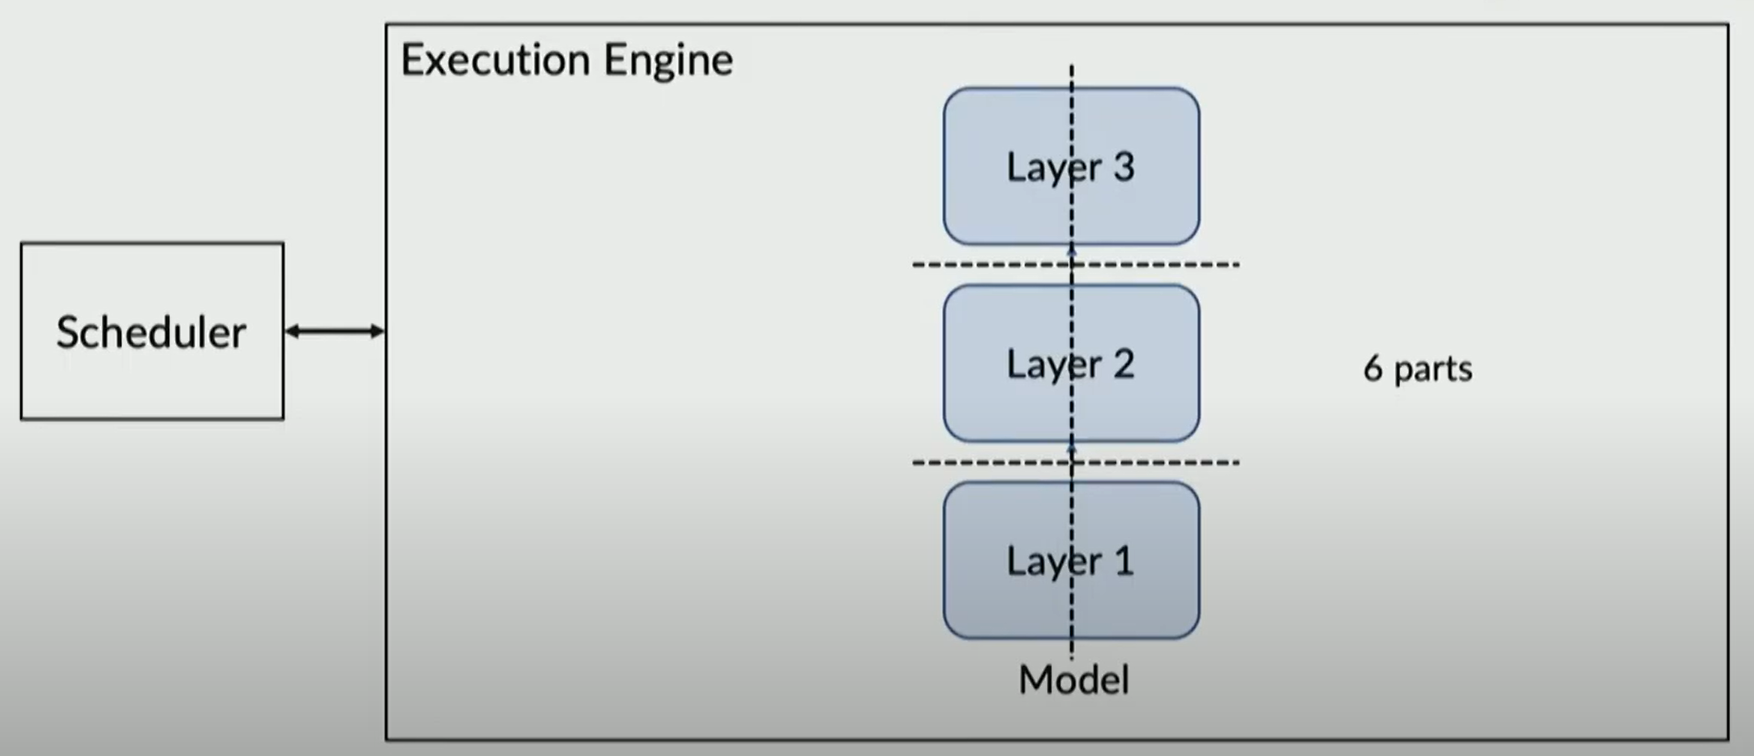 Execution Engine
Layer 3
Scheduler
Layer 2
6 parts
Layer 1
Model